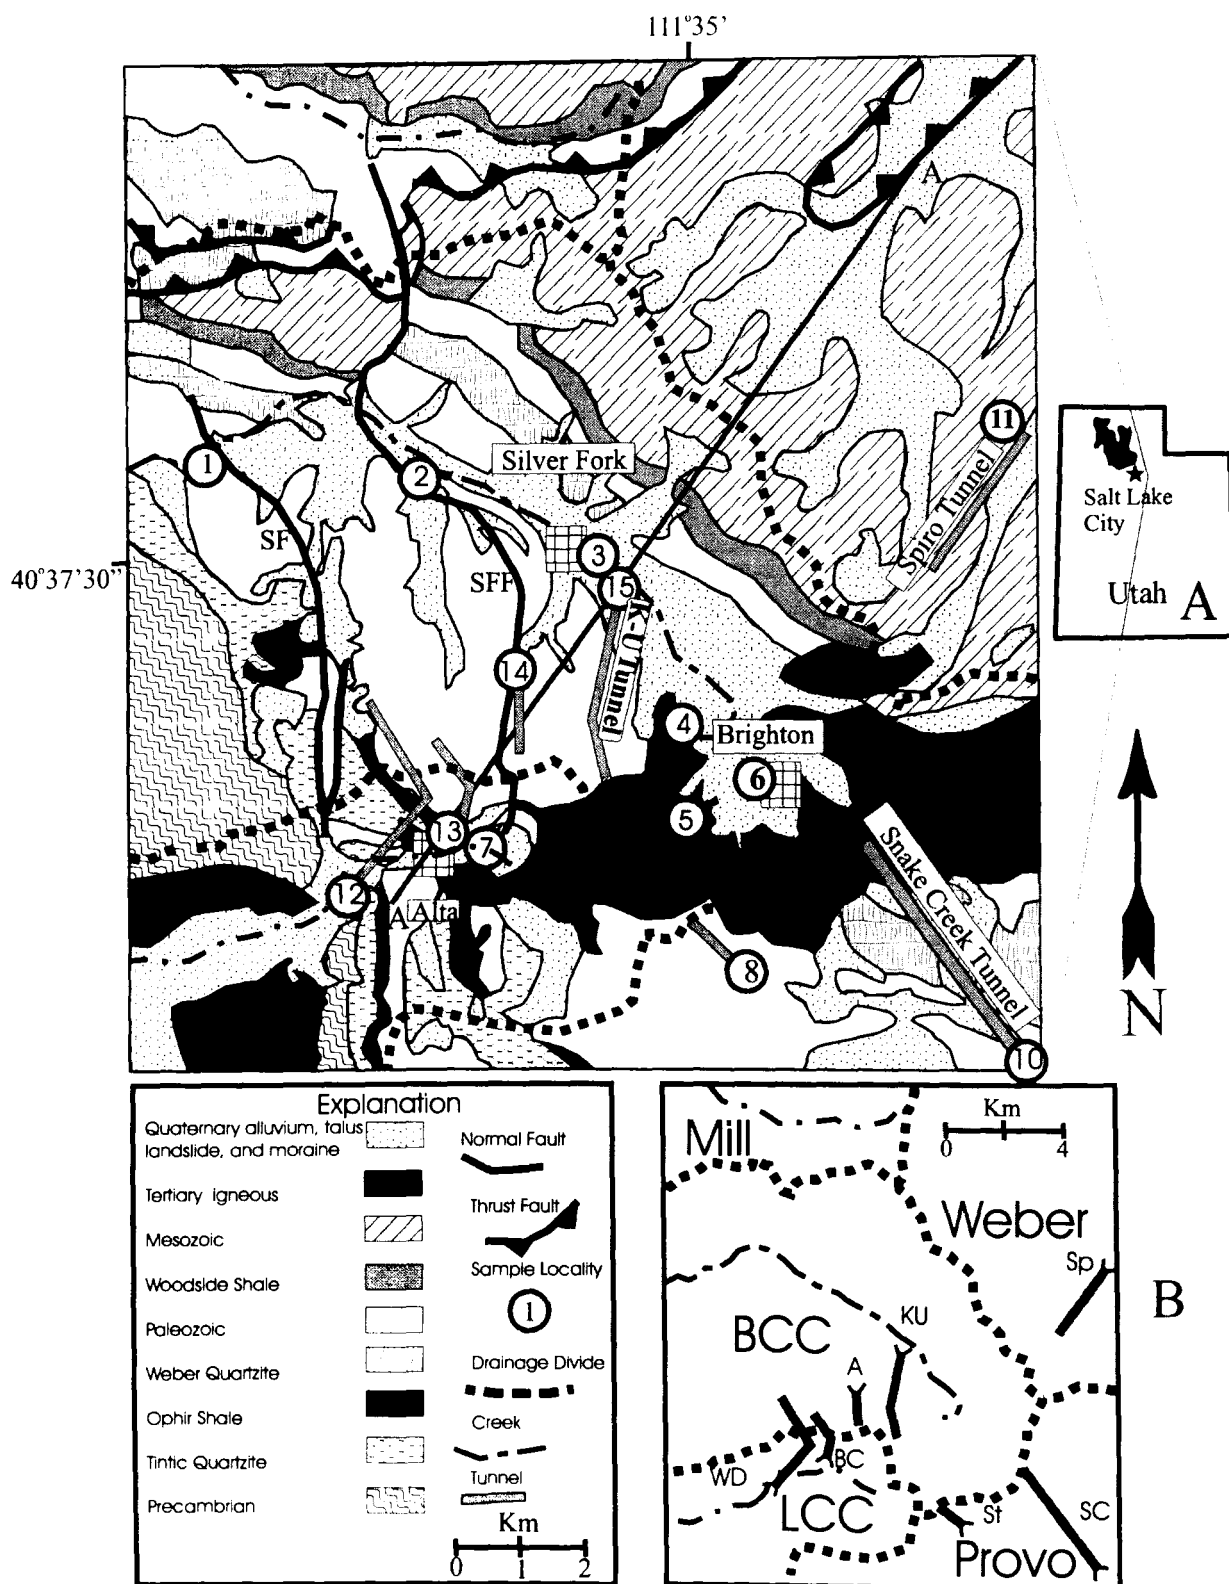 111°35'
A
11
Silver Fork
1
2
Spiro Tunnel
SF
3
40°37'30"
SFF
15
K-U Tunnel
14
4
Brighton
6
5
13
7
12
A
Alta
Snake Creek Tunnel
8
10
Salt Lake
City
Utah
A
N
Explanation
Quaternary alluvium, talus
landslide, and moraine
Tertiary igneous
Mesozoic
Woodside Shale
Paleozoic
Weber Quartzite
Ophir Shale
Tintic Quartzite
Precambrian
Normal Fault
Thrust Fault
Sample Locality
1
Drainage Divide
Creek
Tunnel
Km
0 1 2
Km
0 4
Mill
Weber
Sp
B
BCC
KU
A
WD
BC
LCC
St
SC
Provo